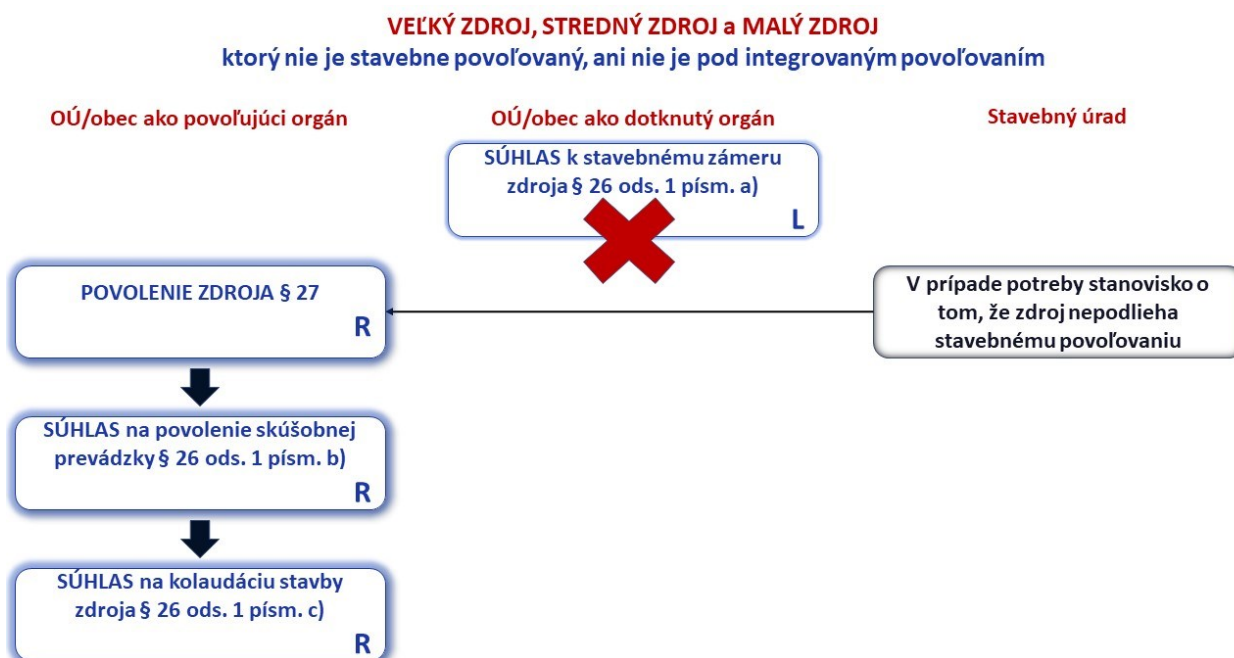 VEĽKÝ ZDROJ, STREDNÝ ZDROJ a MALÝ ZDROJ
ktorý nie je stavebne povoľovaný, ani nie je pod integrovaným povoľovaním
OÚ/obec ako povoľujúci orgán
OÚ/obec ako dotknutý orgán
Stavebný úrad
SÚHLAS k stavebnému zámeru
zdroja § 26 ods. 1 písm. a)
L
POVOLENIE ZDROJA § 27
R
V prípade potreby stanovisko o
tom, že zdroj nepodlieha
stavebnému povoľovaniu
SÚHLAS na povolenie skúšobnej
prevádzky § 26 ods. 1 písm. b)
R
SÚHLAS na kolaudáciu stavby
zdroja § 26 ods. 1 písm. c)
R